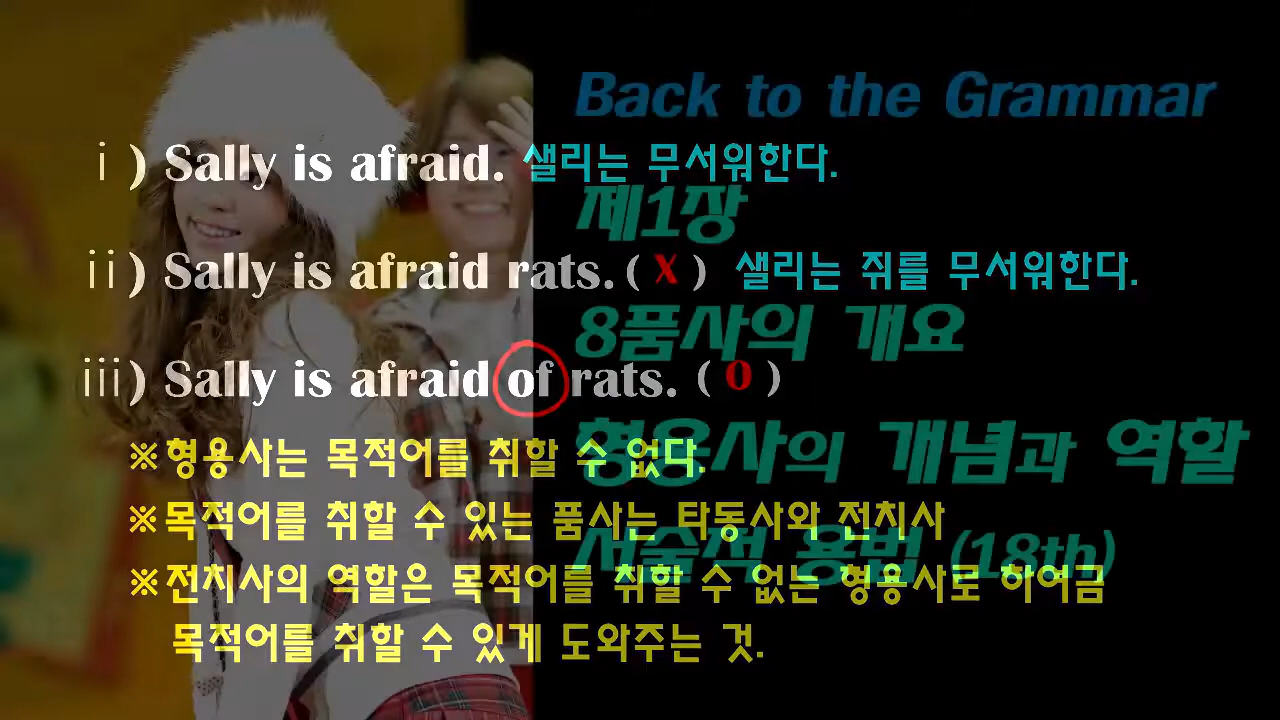 Back to the Grammar
ⅰ) Sally is afraid. 샐리는 무서워한다.
제1장
ⅱ) Sally is afraid rats. ( X ) 샐리는 쥐를 무서워한다.
8품사의 개요
ⅲ) Sally is afraid of rats. ( O )
형용사의 개념과 역할
※형용사는 목적어를 취할 수 없다.
※목적어를 취할 수 있는 품사는 타동사와 전치사
서술적 용법 (18th)
※전치사의 역할은 목적어를 취할 수 없는 형용사로 하여금
목적어를 취할 수 있게 도와주는 것.